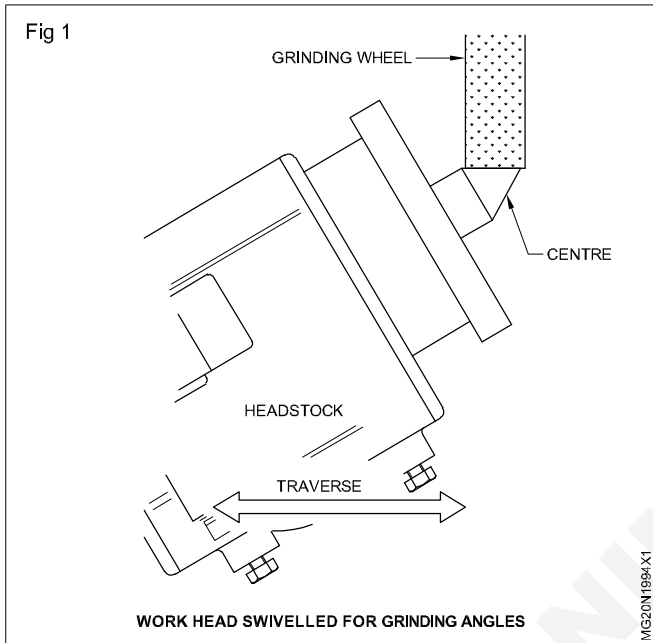 Fig 1
GRINDING WHEEL
CENTRE
HEADSTOCK
TRAVERSE
WORK HEAD SWIVELLED FOR GRINDING ANGLES
MG20N1994X1